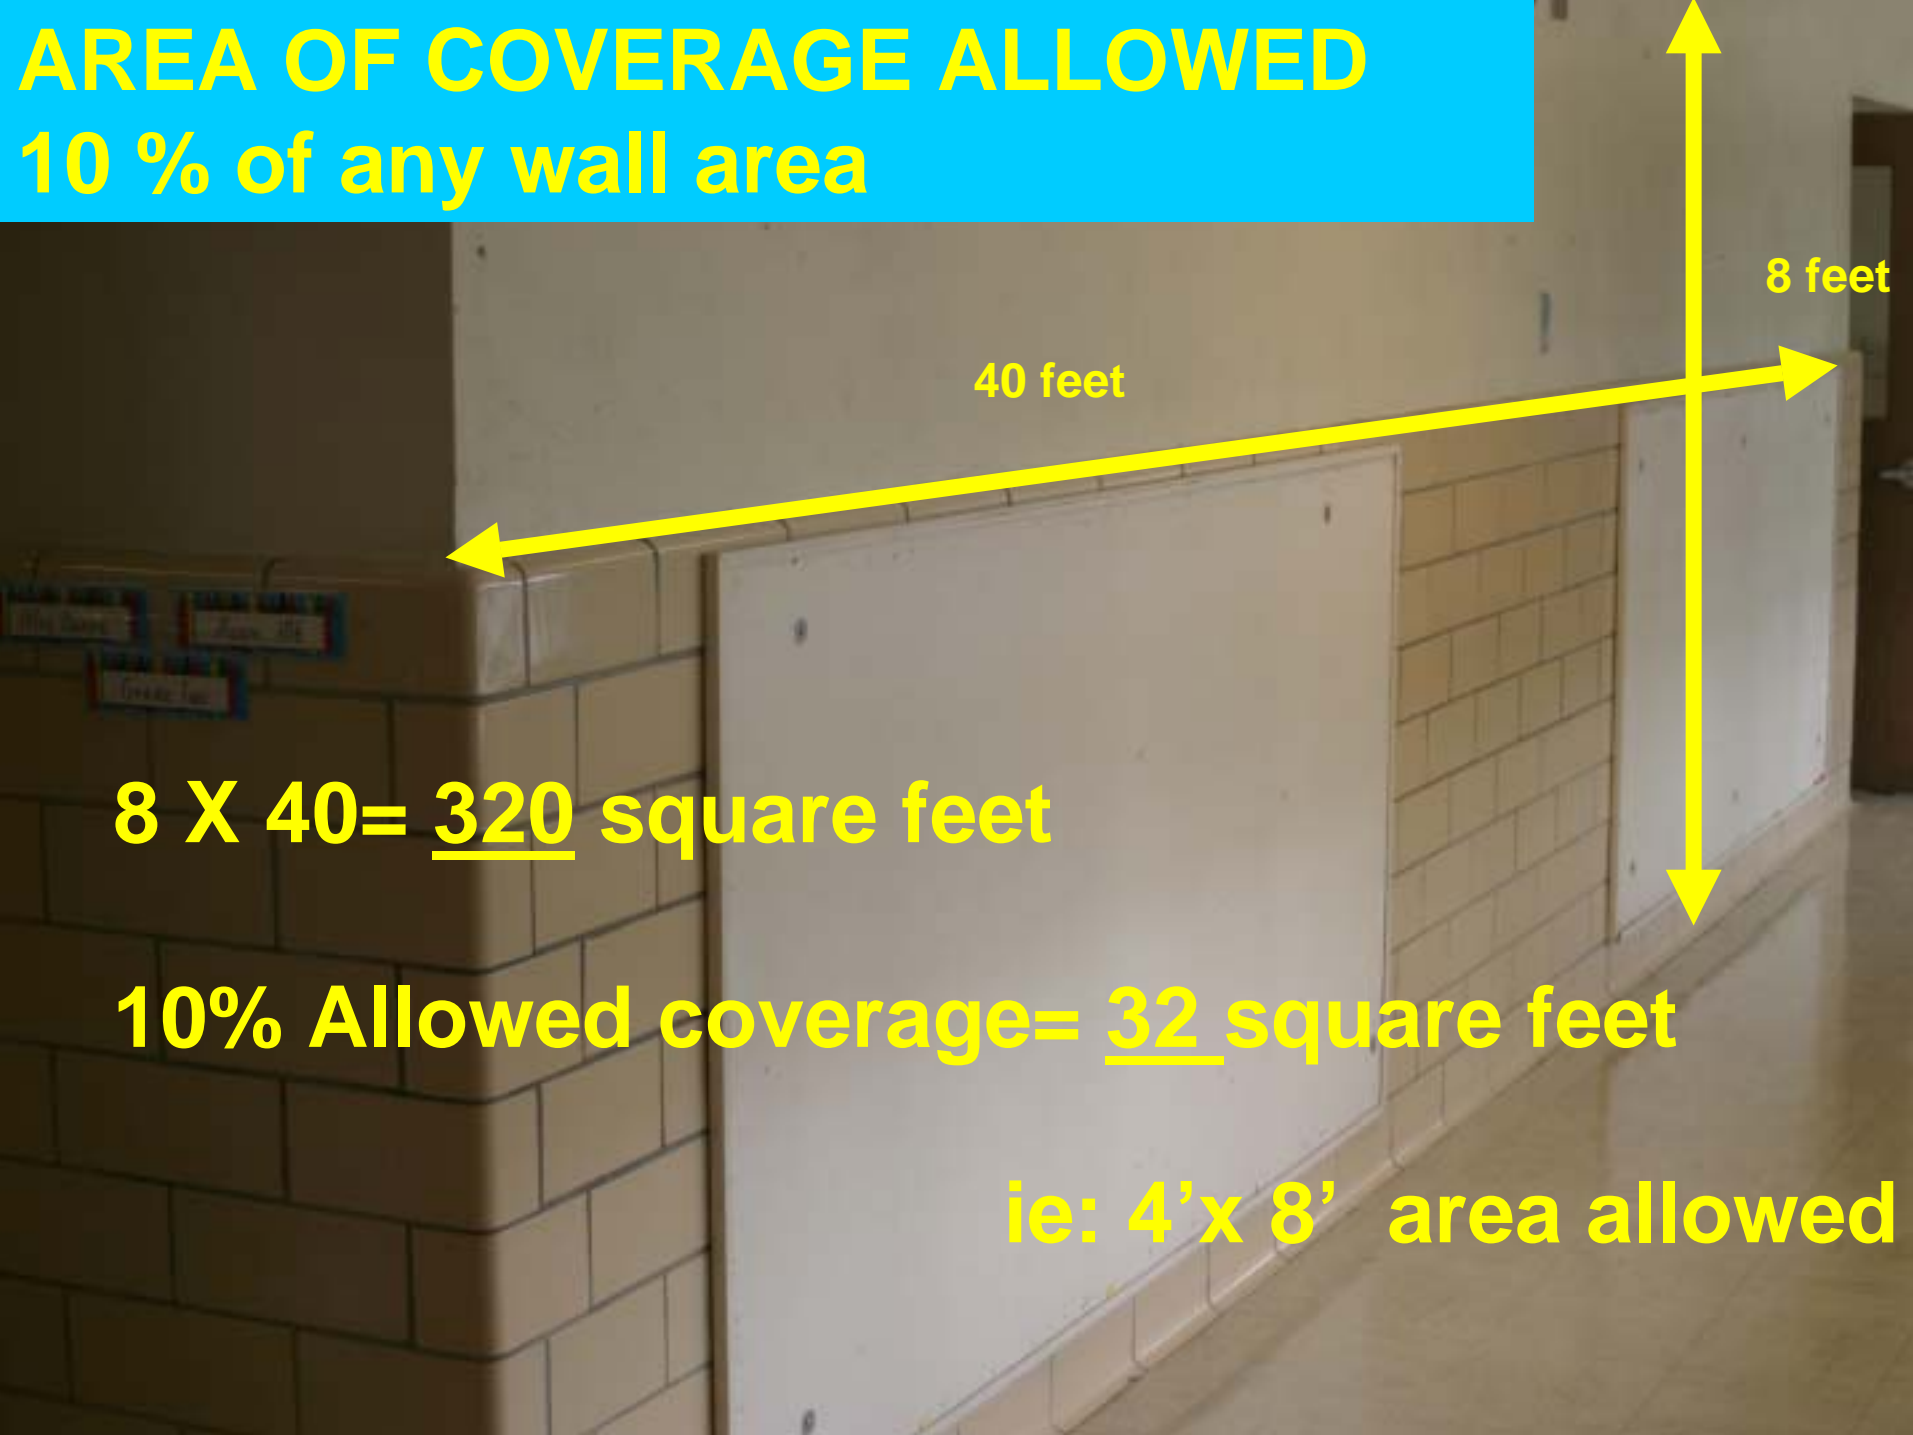 AREA OF COVERAGE ALLOWED
10 % of any wall area
8 feet
40 feet
8 X 40= 320 square feet
10% Allowed coverage= 32 square feet
ie: 4’x 8’ area allowed